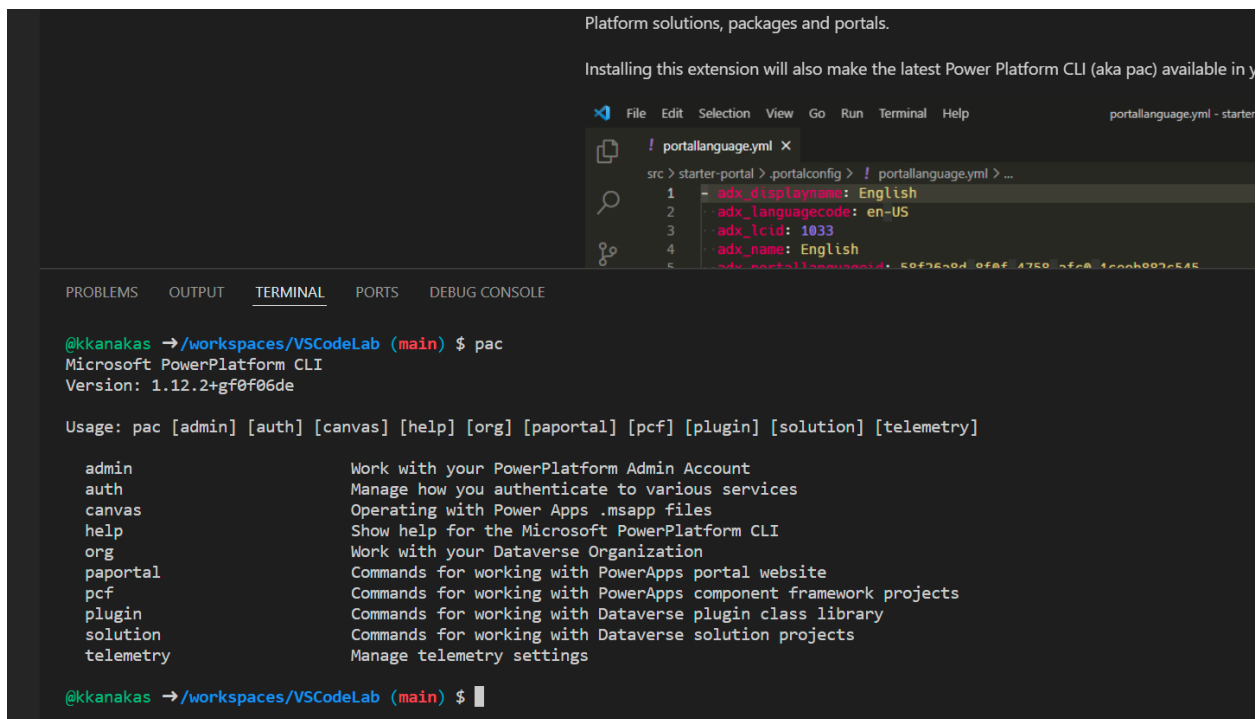 Platform solutions, packages and portals.
Installing this extension will also make the latest Power Platform CLI (aka pac) available in y
File Edit Selection View Go Run Terminal Help portallanguage.yml - starter
! portallanguage.yml ×
src > starter-portal > .portalconfig > ! portallanguage.yml > ...
1 - adx_displayname: English
2 adx_languagecode: en-US
3 adx_lcid: 1033
4 adx_name: English
5
PROBLEMS OUTPUT TERMINAL PORTS DEBUG CONSOLE
@kkanakas ➜/workspaces/VSCodeLab (main) $ pac
Microsoft PowerPlatform CLI
Version: 1.12.2+gf0f06de
Usage: pac [admin] [auth] [canvas] [help] [org] [paportal] [pcf] [plugin] [solution] [telemetry]
admin Work with your PowerPlatform Admin Account
auth Manage how you authenticate to various services
canvas Operating with Power Apps .msapp files
help Show help for the Microsoft PowerPlatform CLI
org Work with your Dataverse Organization
paportal Commands for working with PowerApps portal website
pcf Commands for working with PowerApps component framework projects
plugin Commands for working with Dataverse plugin class library
solution Commands for working with Dataverse solution projects
telemetry Manage telemetry settings
@kkanakas ➜/workspaces/VSCodeLab (main) $